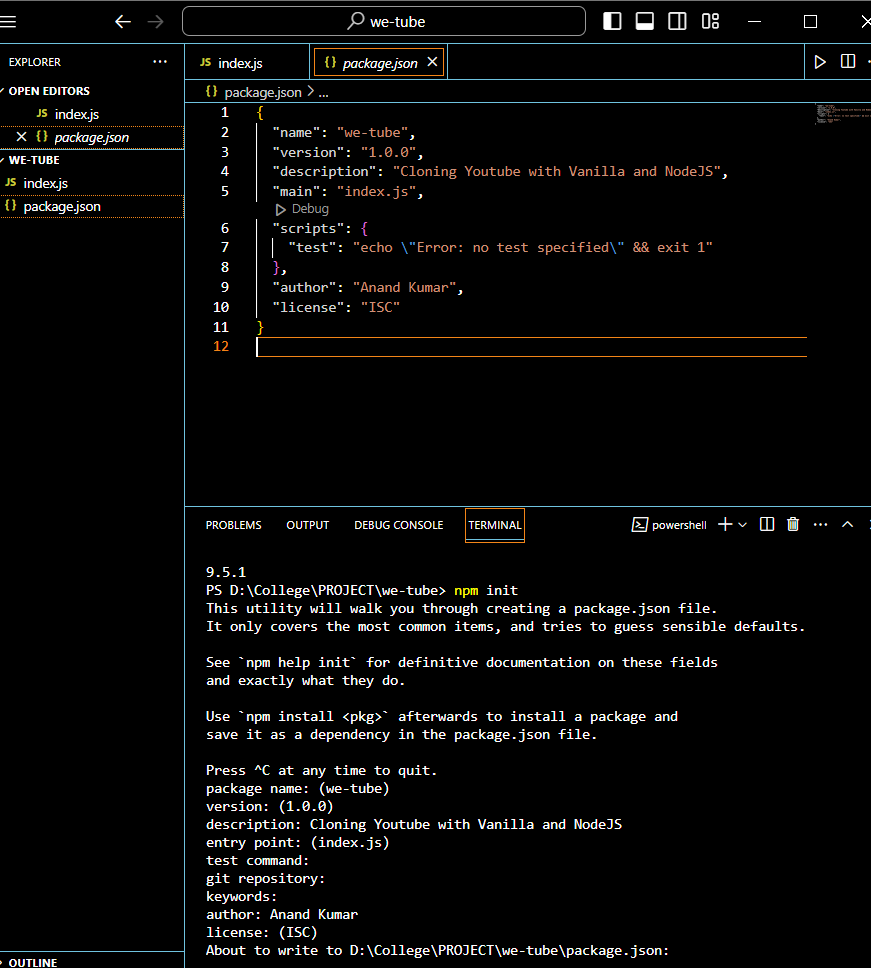 we-tube
EXPLORER ...
OPEN EDITORS
JS index.js
{} package.json
WE-TUBE
JS index.js
{} package.json
OUTLINE
JS index.js
{} package.json
{} package.json > ...
1 {
2 "name": "we-tube",
3 "version": "1.0.0",
4 "description": "Cloning Youtube with Vanilla and NodeJS",
5 "main": "index.js",
Debug
6 "scripts": {
7 "test": "echo \"Error: no test specified\" && exit 1"
8 },
9 "author": "Anand Kumar",
10 "license": "ISC"
11 }
12
PROBLEMS OUTPUT DEBUG CONSOLE TERMINAL powershell
9.5.1
PS D:\College\PROJECT\we-tube> npm init
This utility will walk you through creating a package.json file.
It only covers the most common items, and tries to guess sensible defaults.
See `npm help init` for definitive documentation on these fields
and exactly what they do.
Use `npm install <pkg>` afterwards to install a package and
save it as a dependency in the package.json file.
Press ^C at any time to quit.
package name: (we-tube)
version: (1.0.0)
description: Cloning Youtube with Vanilla and NodeJS
entry point: (index.js)
test command:
git repository:
keywords:
author: Anand Kumar
license: (ISC)
About to write to D:\College\PROJECT\we-tube\package.json: